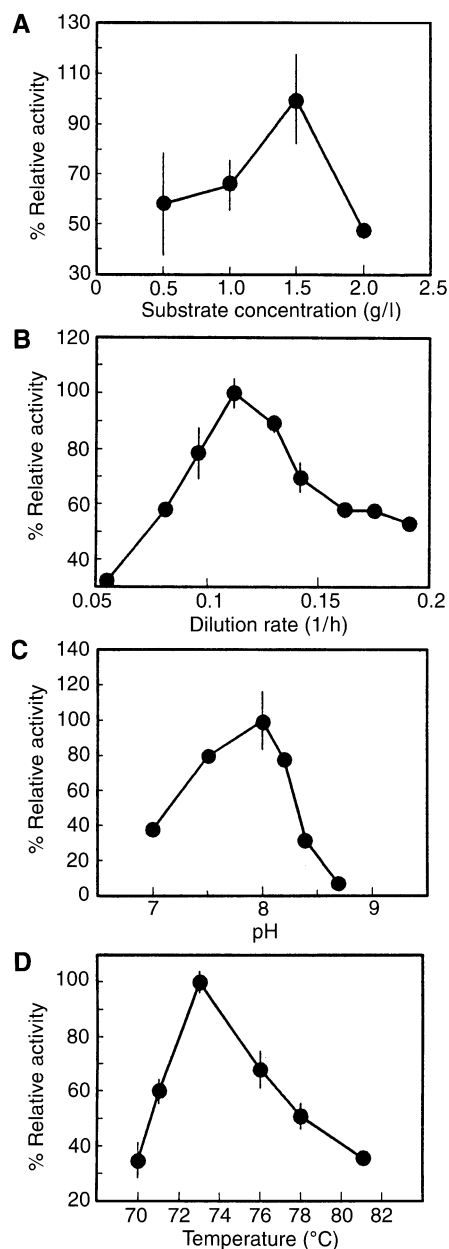 A
130
110
90
70
50
30
% Relative activity
0 0.5 1.0 1.5 2.0 2.5
Substrate concentration (g/l)
B
120
100
80
60
40
% Relative activity
0.05 0.1 0.15 0.2
Dilution rate (1/h)
C
140
120
100
80
60
40
20
0
% Relative activity
7 8 9
pH
D
100
80
60
40
20
% Relative activity
70 72 74 76 78 80 82
Temperature (°C)